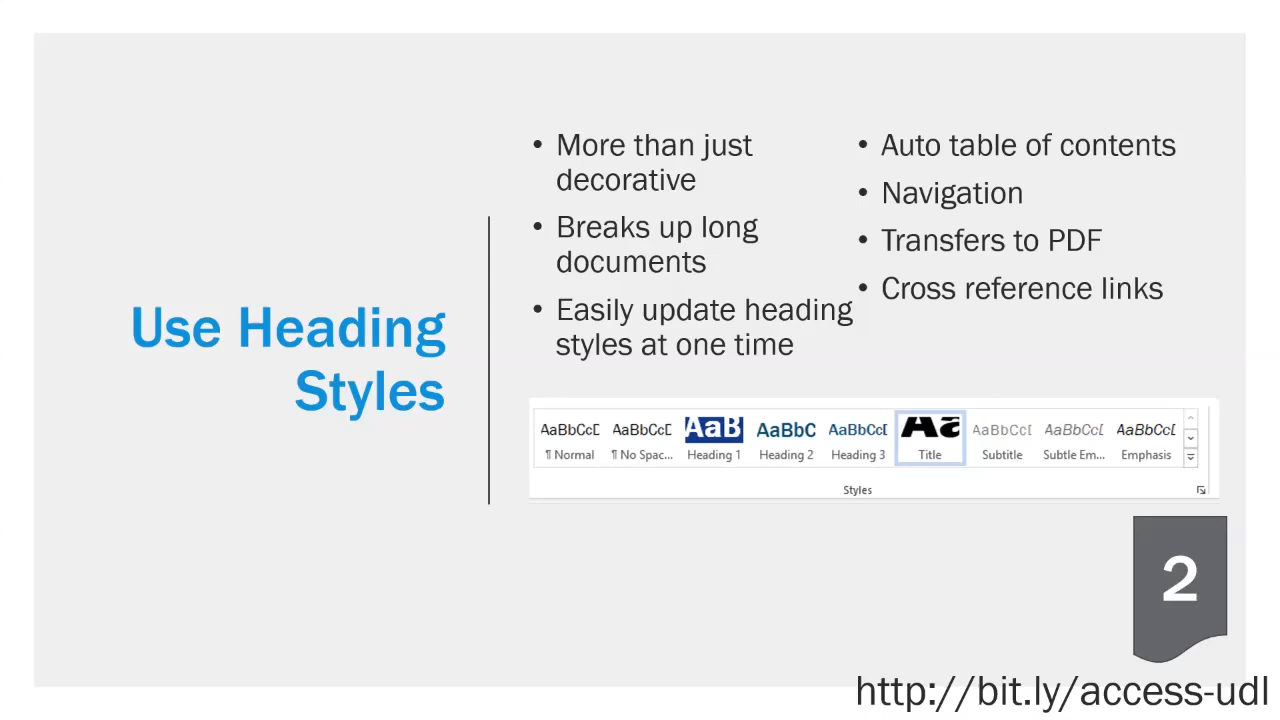 Use Heading
Styles
• More than just
decorative
• Breaks up long
documents
• Easily update heading
styles at one time
• Auto table of contents
• Navigation
• Transfers to PDF
• Cross reference links
AaBbCcD AaBbCcD AaB AaBbC AaBbCcD Aa AaBbCcD AaBbCcD AaBbCcD
¶ Normal ¶ No Spac... Heading 1 Heading 2 Heading 3 Title Subtitle Subtle Em... Emphasis
Styles
2
http://bit.ly/access-udl